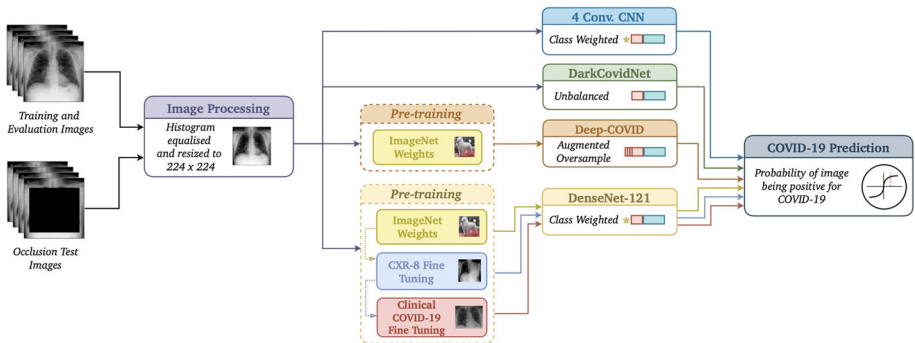 Training and
Evaluation Images
Occlusion Test
Images
Image Processing
Histogram
equalised
and resized to
224 x 224
Pre-training
ImageNet
Weights
Pre-training
ImageNet
Weights
CXR-8 Fine
Tuning
Clinical
COVID-19
Fine Tuning
4 Conv. CNN
Class Weighted *
DarkCovidNet
Unbalanced
Deep-COVID
Augmented
Oversample
DenseNet-121
Class Weighted *
COVID-19 Prediction
Probability of image
being positive for
COVID-19